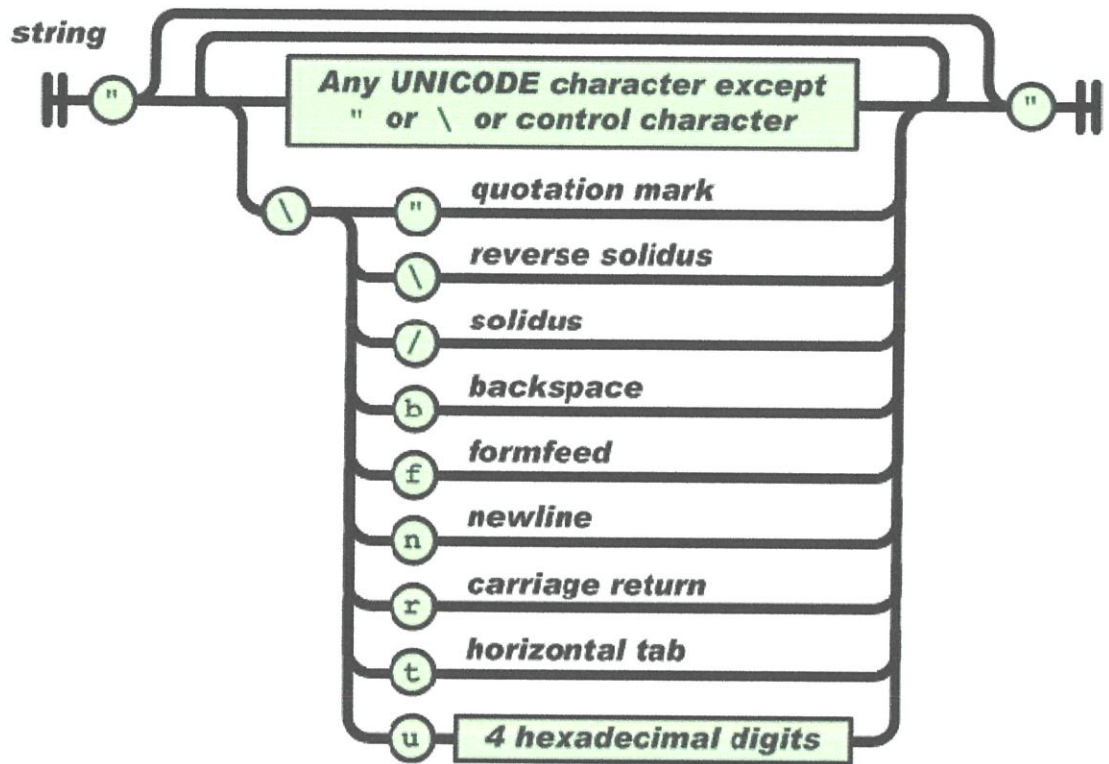 string
"
Any UNICODE character except
" or \ or control character
"
\
" quotation mark
\ reverse solidus
/ solidus
b backspace
f formfeed
n newline
r carriage return
t horizontal tab
u 4 hexadecimal digits